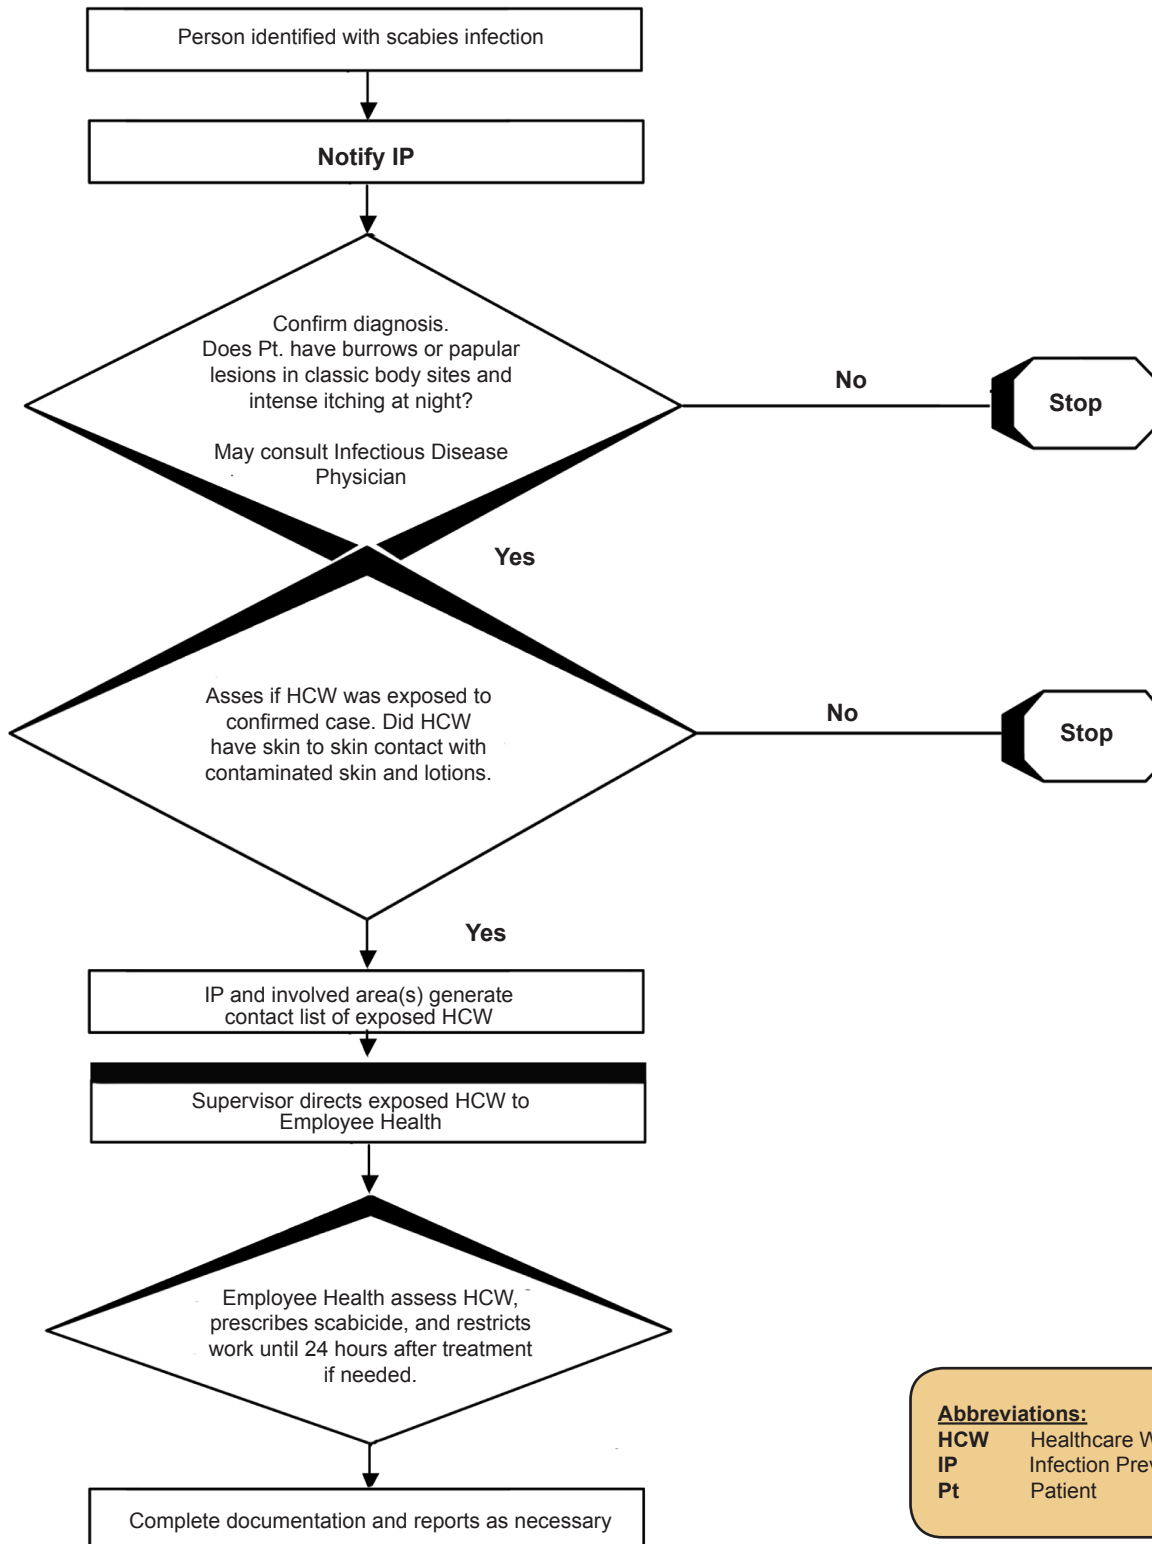 Person identified with scabies infection
Notify IP
Confirm diagnosis.
Does Pt. have burrows or papular
lesions in classic body sites and
intense itching at night?
May consult Infectious Disease
Physician
No
Stop
Yes
Asses if HCW was exposed to
confirmed case. Did HCW
have skin to skin contact with
contaminated skin and lotions.
No
Stop
Yes
IP and involved area(s) generate
contact list of exposed HCW
Supervisor directs exposed HCW to
Employee Health
Employee Health assess HCW,
prescribes scabicide, and restricts
work until 24 hours after treatment
if needed.
Complete documentation and reports as necessary
Abbreviations:
HCW Healthcare
IP Infection
Pt Patient